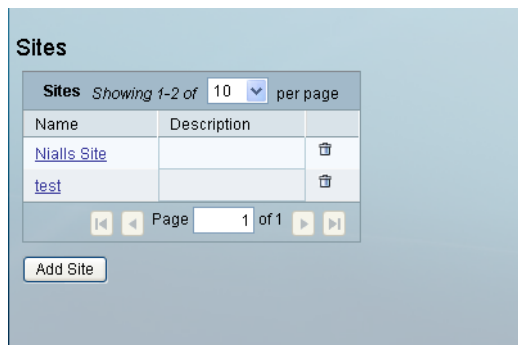 Sites
Sites Showing 1-2 of 10 per page
Name Description
Nialls Site
test
Page 1 of 1
Add Site